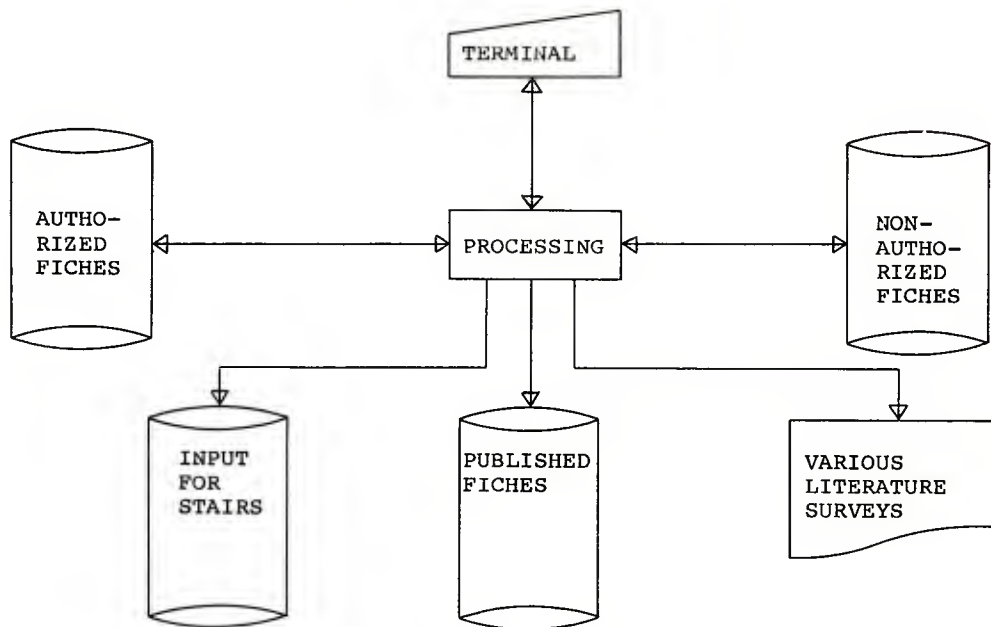 TERMINAL
AUTHO-
RIZED
FICHES
PROCESSING
NON-
AUTHO-
RIZED
FICHES
INPUT
FOR
STAIRS
PUBLISHED
FICHES
VARIOUS
LITERATURE
SURVEYS